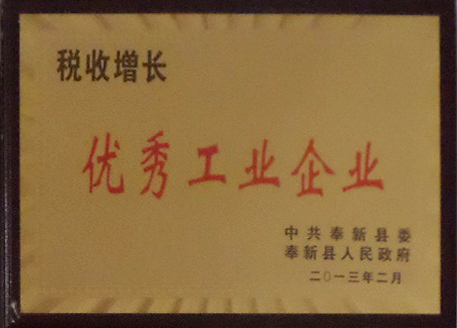 税收增长
优秀工业企业
中共奉新县委
奉新县人民政府
二〇一三年二月